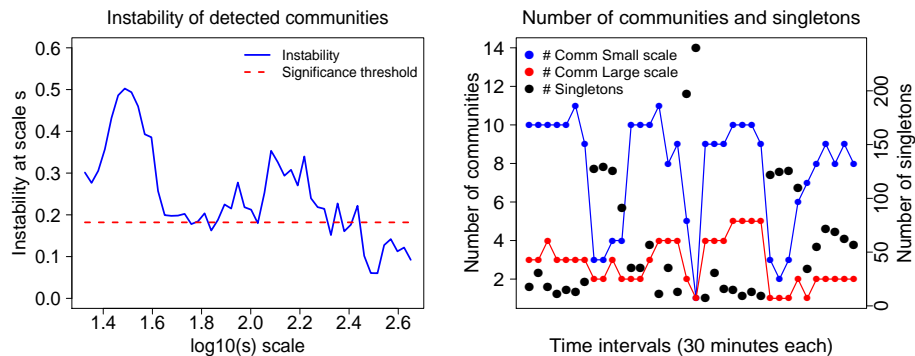 Instability of detected communities
Instability at scale s
0.6
0.5
0.4
0.3
0.2
0.1
0.0
Instability
Significance threshold
1.4 1.6 1.8 2.0 2.2 2.4 2.6
log10(s) scale
Number of communities and singletons
Number of communities
14
12
10
8
6
4
2
# Comm Small scale
# Comm Large scale
# Singletons
200
150
100
50
0
Number of singletons
Time intervals (30 minutes each)